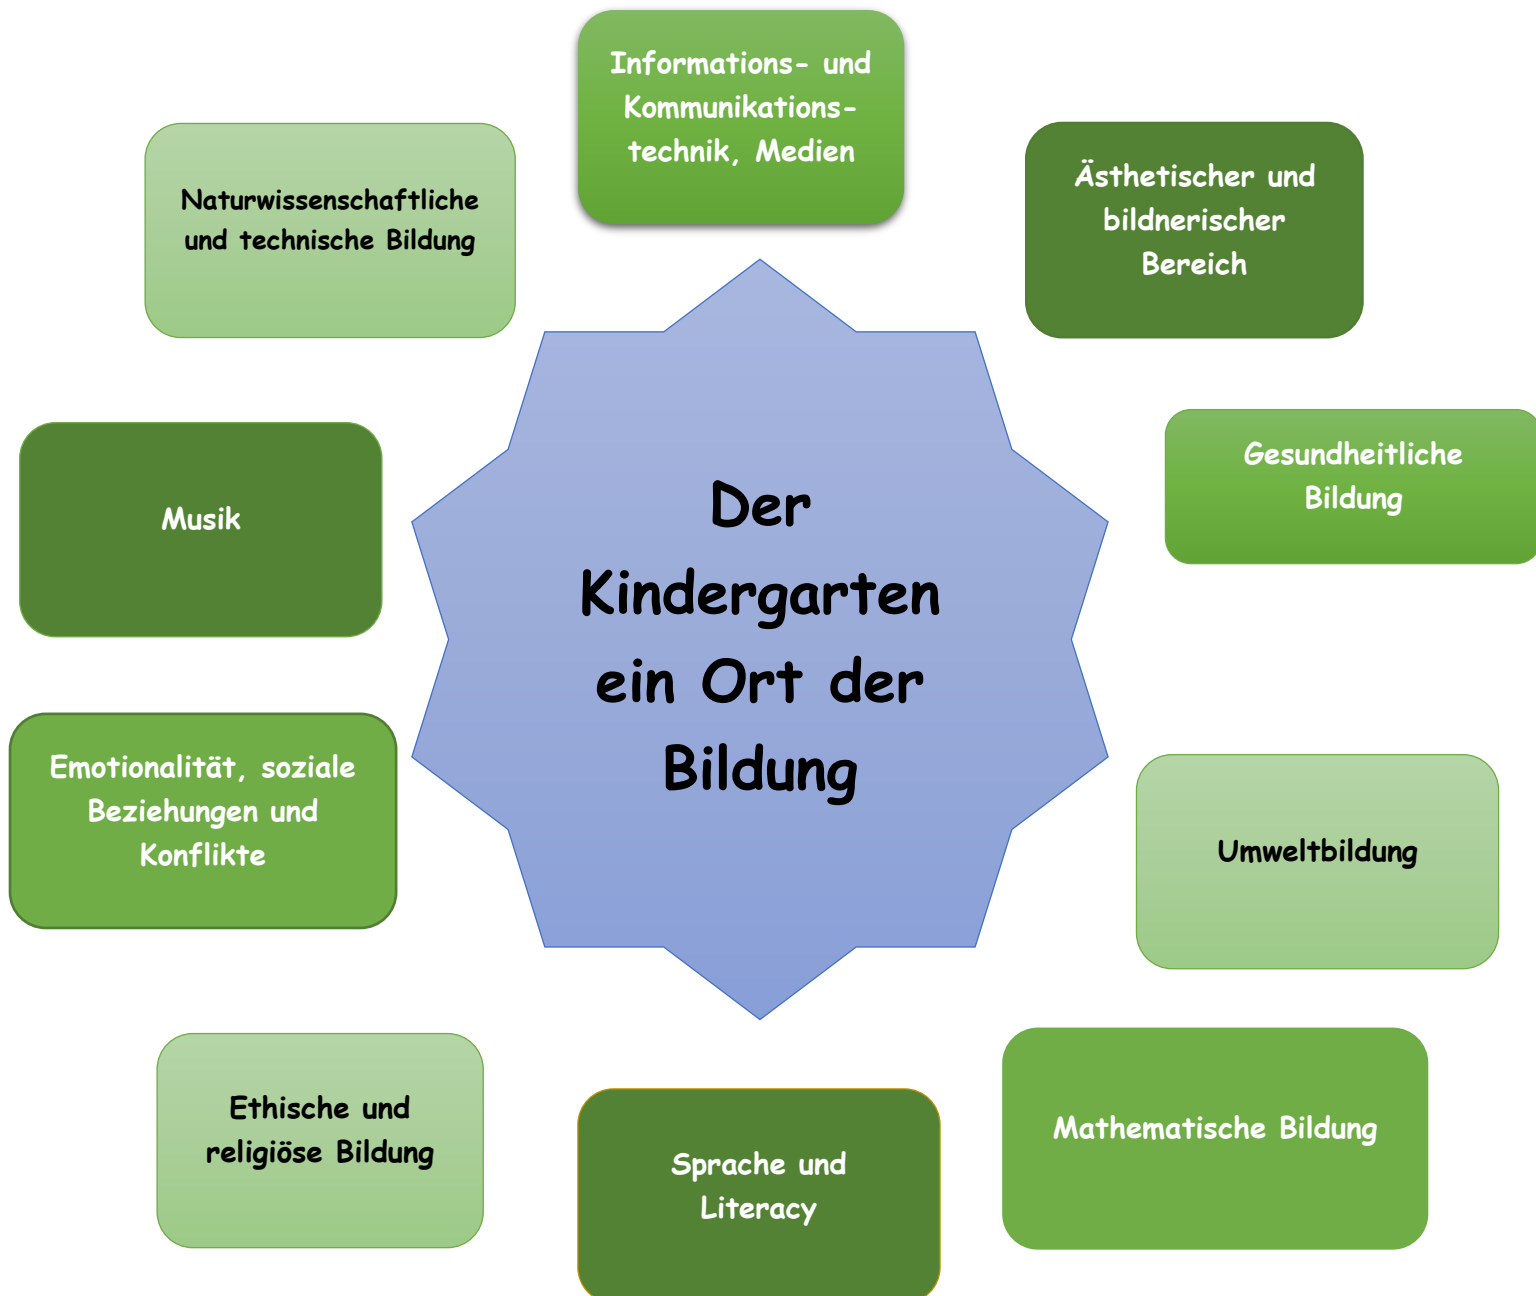 Informations- und
Kommunikations-
technik, Medien
Naturwissenschaftliche
und technische Bildung
Ästhetischer und
bildnerischer
Bereich
Gesundheitliche
Bildung
Musik
Der
Kindergarten
ein Ort der
Bildung
Emotionalität, soziale
Beziehungen und
Konflikte
Umweltbildung
Ethische und
religiöse Bildung
Sprache und
Literacy
Mathematische Bildung